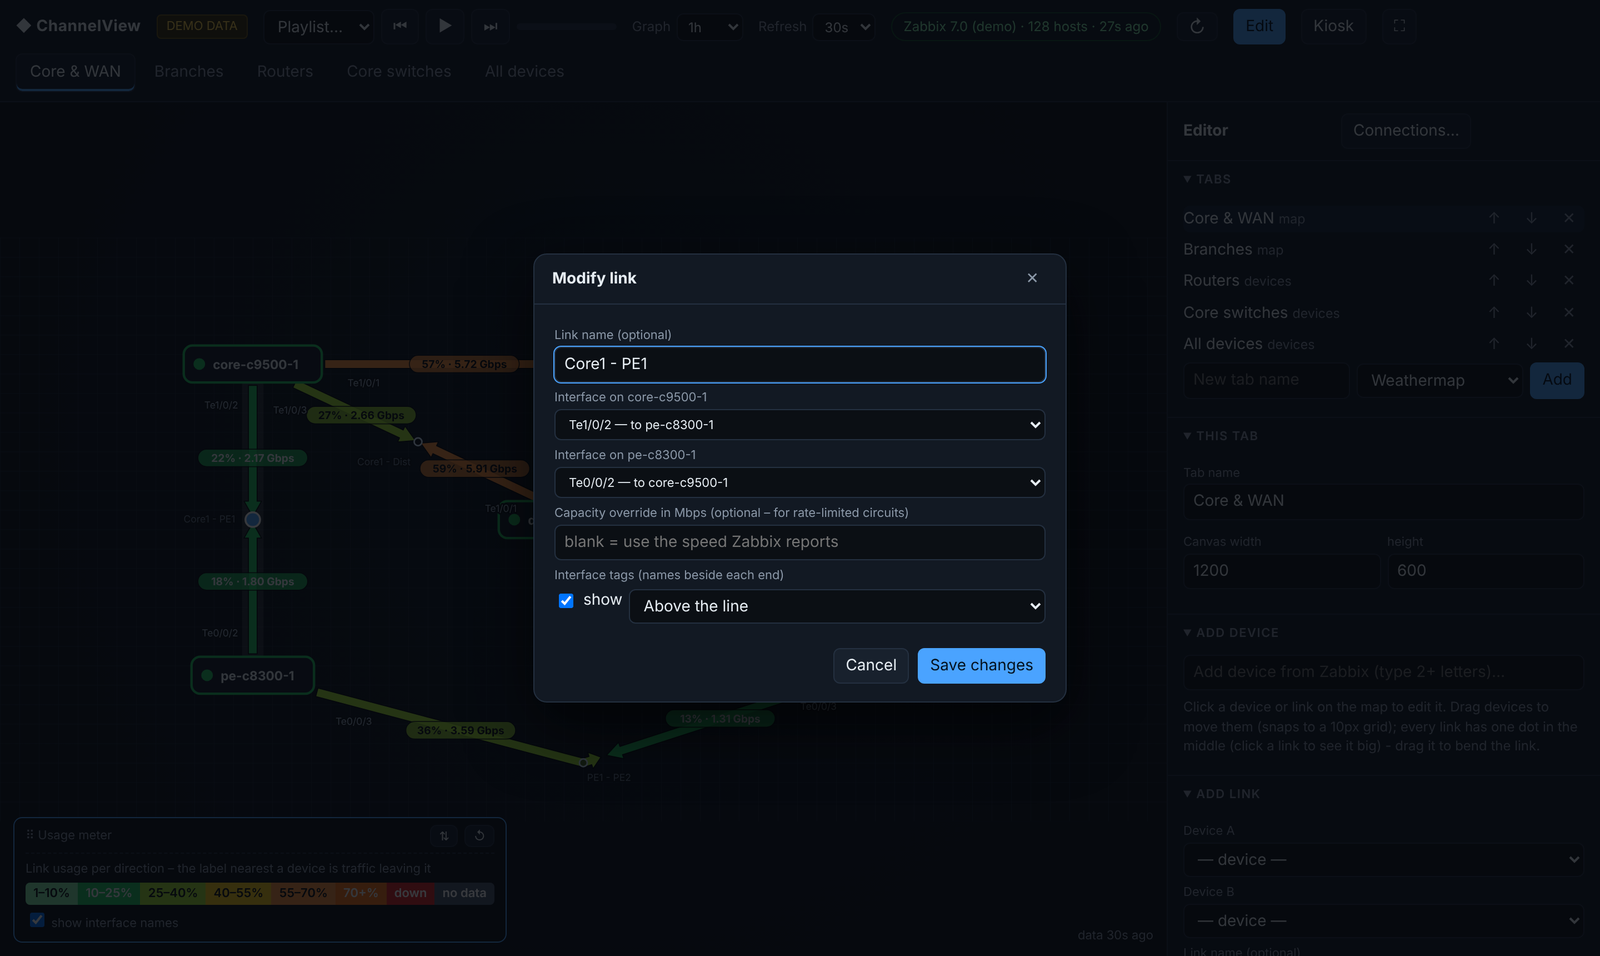 ◆ ChannelView
DEMO DATA
Playlist...
Graph 1h
Refresh 30s
Zabbix 7.0 (demo) · 128 hosts · 27s ago
Edit
Kiosk
Core & WAN
Branches
Routers
Core switches
All devices
Modify link
×
Link name (optional)
Core1 - PE1
Interface on core-c9500-1
Te1/0/2 — to pe-c8300-1
Interface on pe-c8300-1
Te0/0/2 — to core-c9500-1
Capacity override in Mbps (optional – for rate-limited circuits)
blank = use the speed Zabbix reports
Interface tags (names beside each end)
show
Above the line
Cancel
Save changes
core-c9500-1
57% · 5.72 Gbps
Te1/0/1
Te1/0/2
Te1/0/3
27% · 2.66 Gbps
22% · 2.17 Gbps
Core1 - Dist
59% · 5.91 Gbps
Te1/0/1
c
Core1 - PE1
18% · 1.80 Gbps
Te0/0/2
pe-c8300-1
Te0/0/3
36% · 3.59 Gbps
13% · 1.31 Gbps
Te0/0/3
PE1 - PE2
Usage meter
Link usage per direction – the label nearest a device is traffic leaving it
1–10% 10–25% 25–40% 40–55% 55–70% 70+% down no data
show interface names
data 30s ago
Editor
Connections...
▾ TABS
Core & WAN map ↑ ↓ ×
Branches map ↑ ↓ ×
Routers devices ↑ ↓ ×
Core switches devices ↑ ↓ ×
All devices devices ↑ ↓ ×
New tab name
Weathermap
Add
▾ THIS TAB
Tab name
Core & WAN
Canvas width
height
1200
600
▾ ADD DEVICE
Add device from Zabbix (type 2+ letters)...
Click a device or link on the map to edit it. Drag devices to
move them (snaps to a 10px grid); every link has one dot in the
middle (click a link to see it big) - drag it to bend the link.
▾ ADD LINK
Device A
— device —
Device B
— device —
Link name (optional)